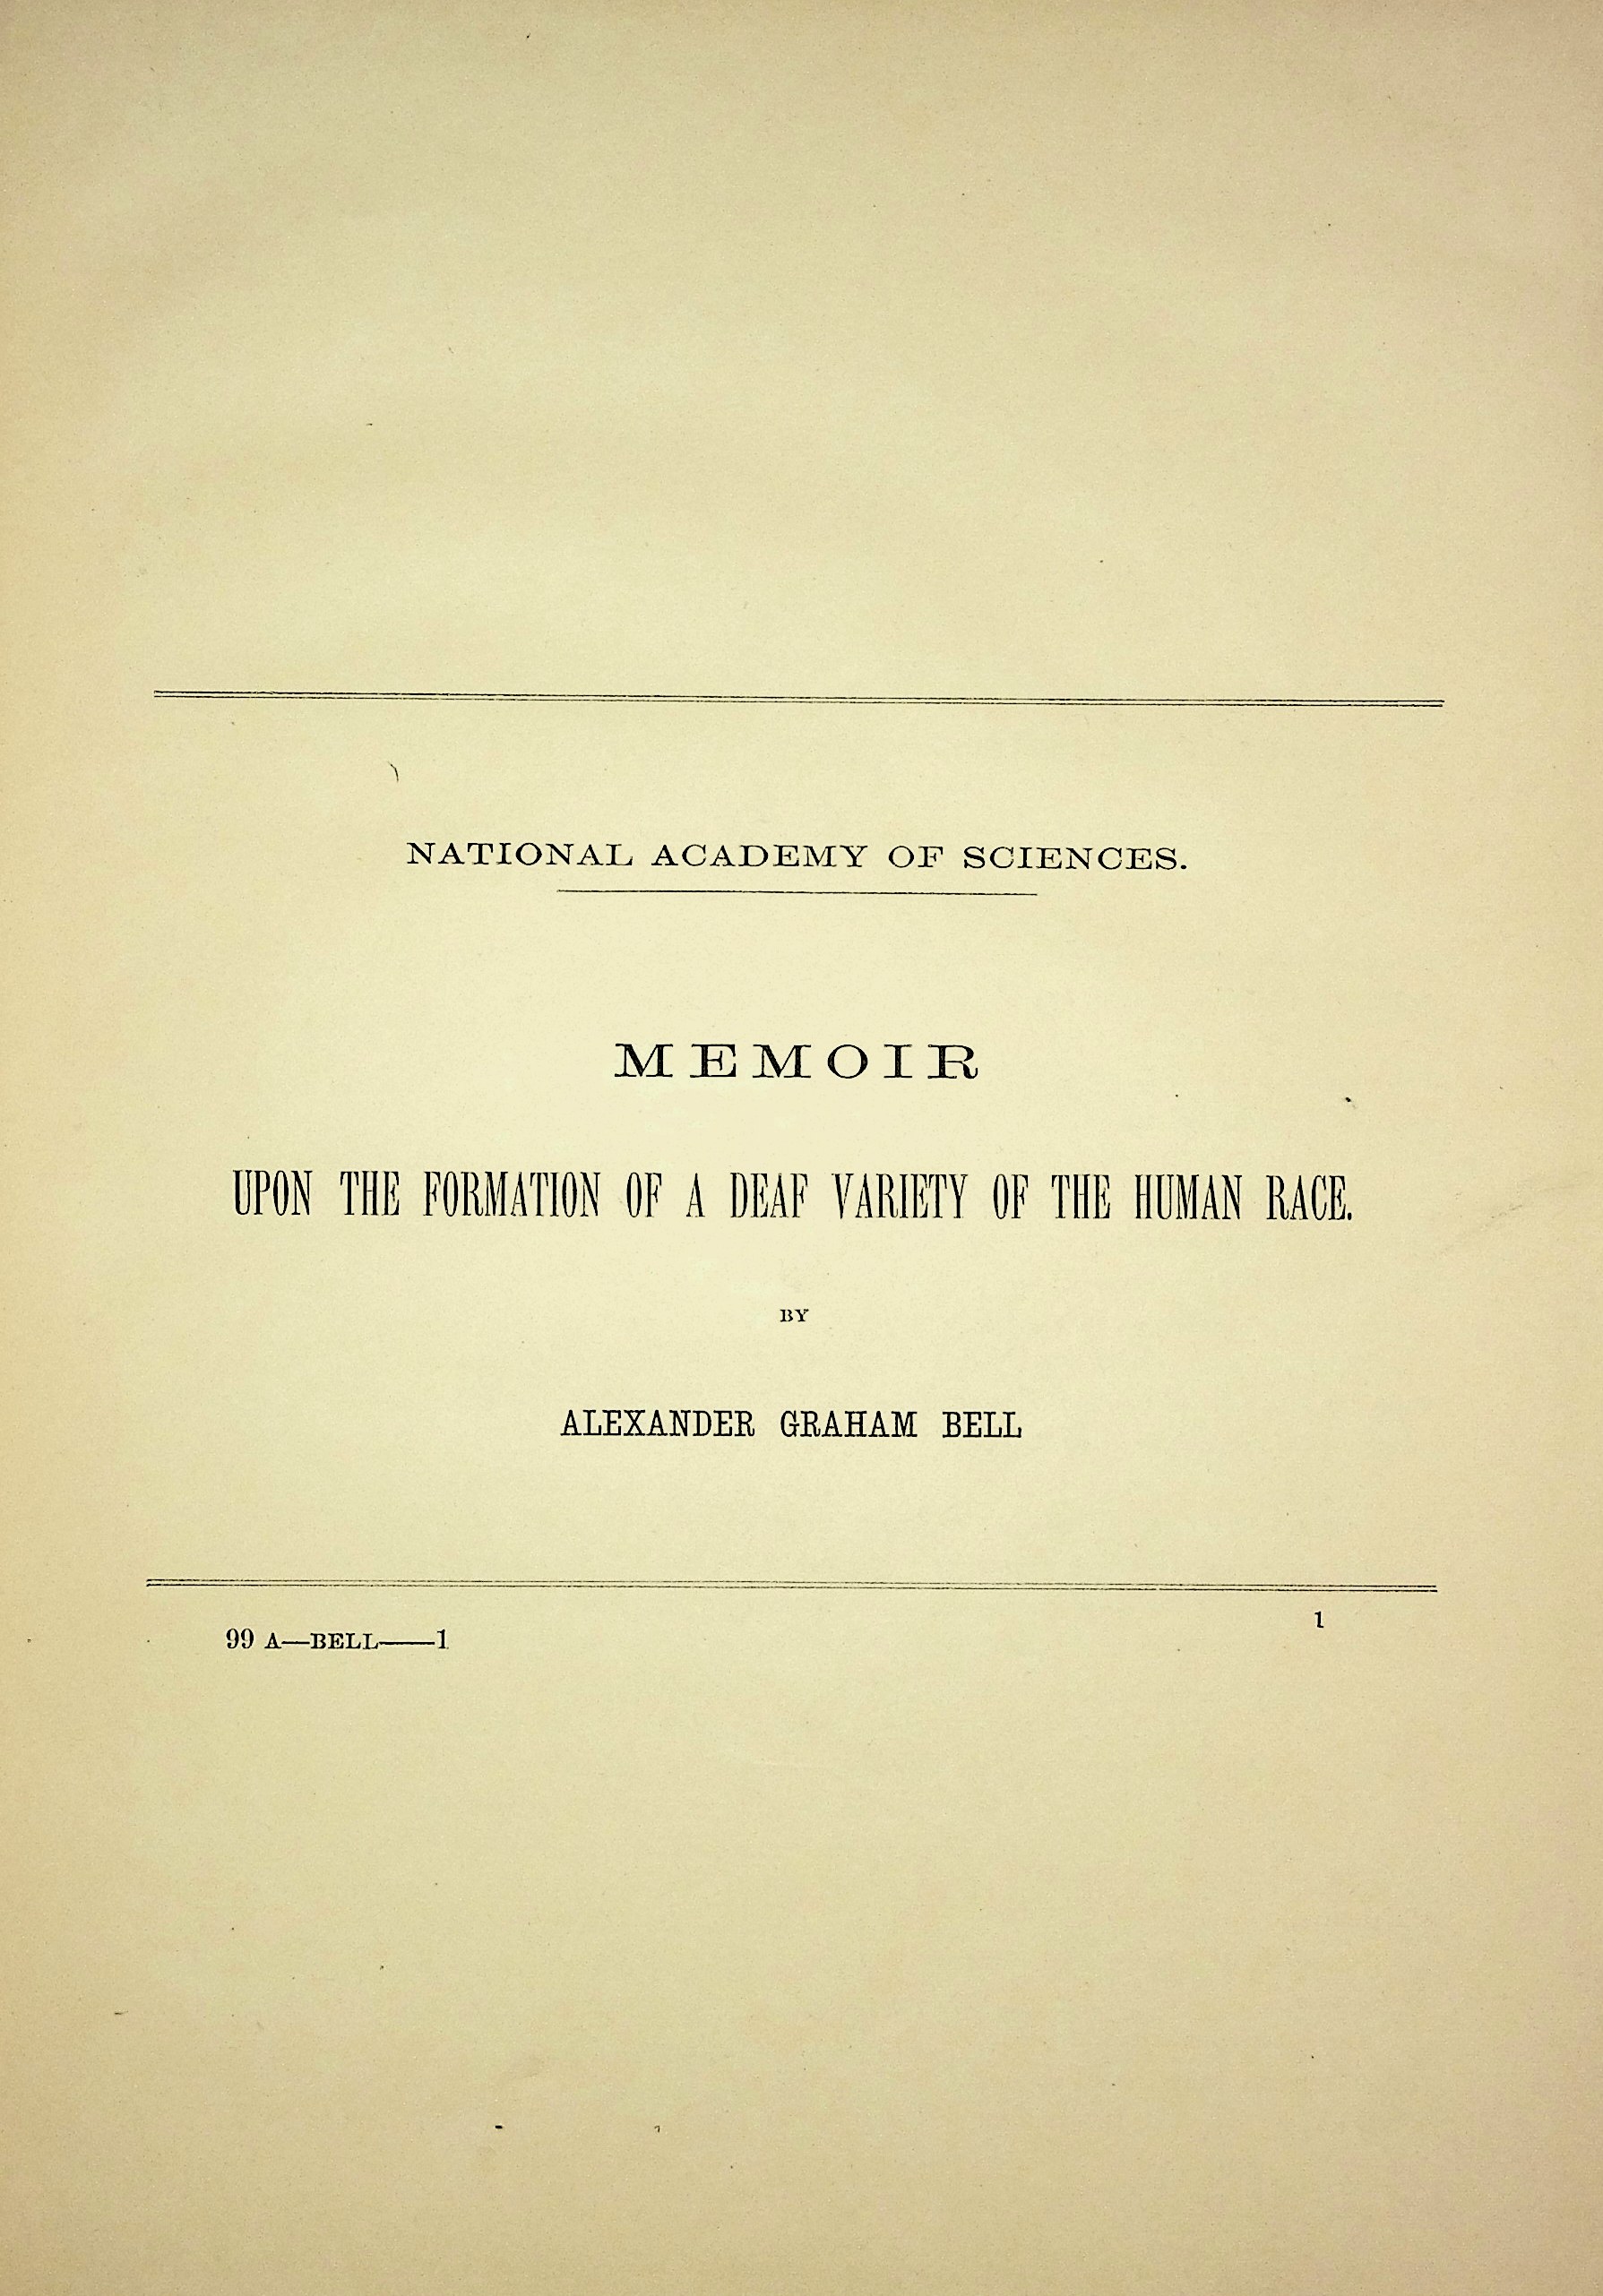 NATIONAL ACADEMY OF SCIENCES.
MEMOIR
UPON THE FORMATION OF A DEAF VARIETY OF THE HUMAN RACE.
BY
ALEXANDER GRAHAM BELL
1
99 A—BELL——1